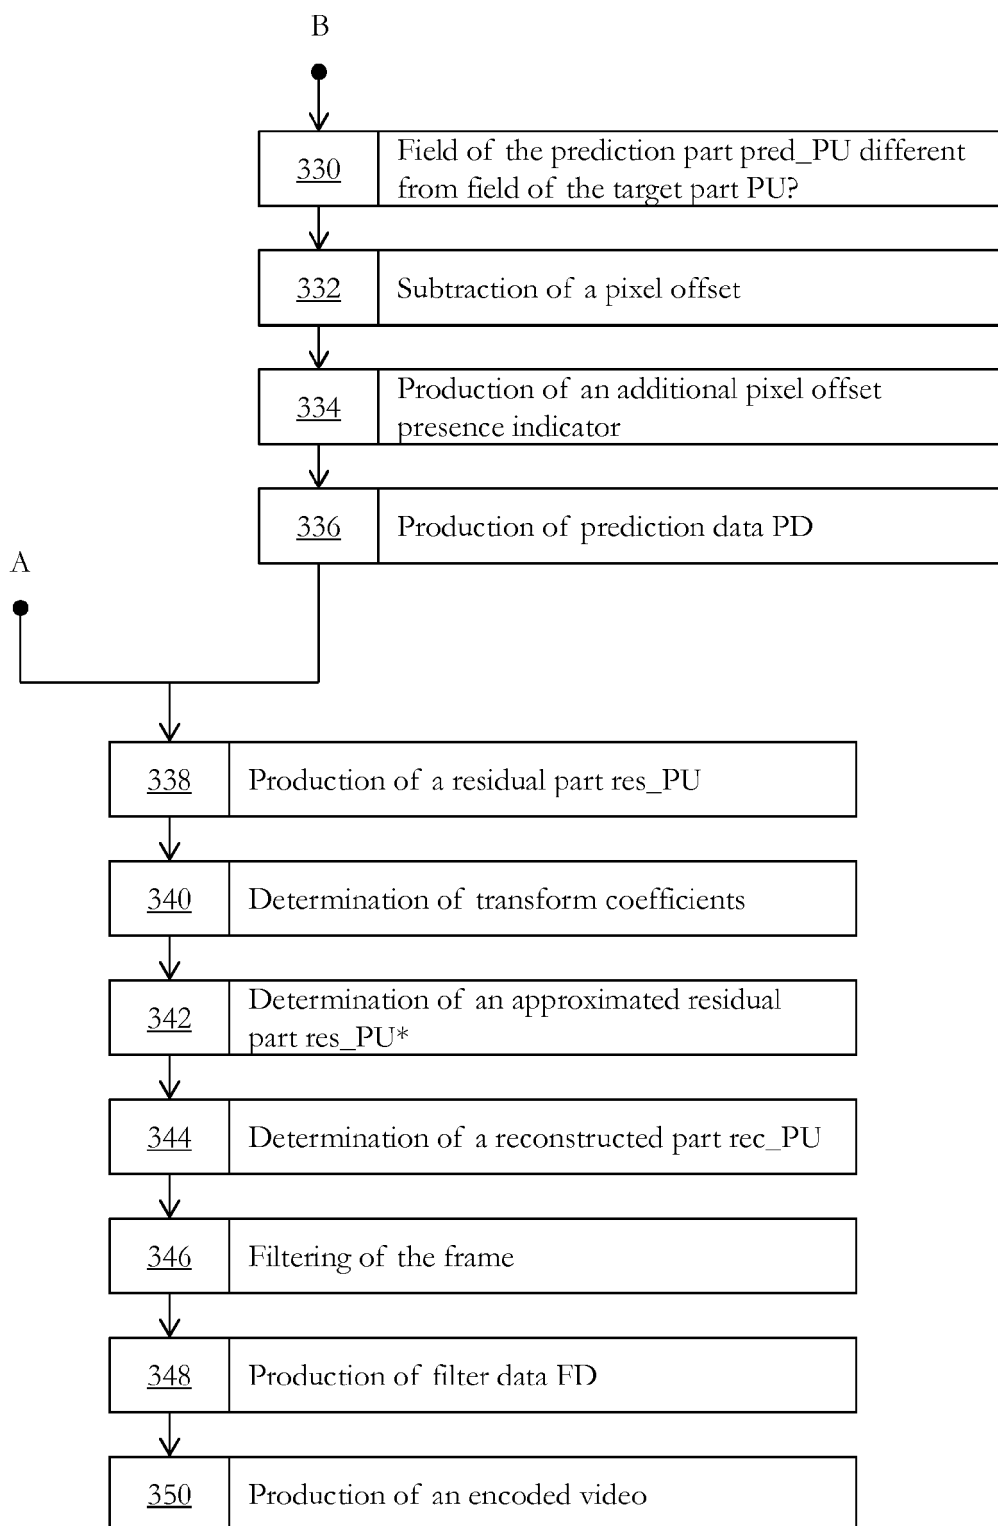 B
330
Field of the prediction part pred_PU different
from field of the target part PU?
332
Subtraction of a pixel offset
334
Production of an additional pixel offset
presence indicator
336
Production of prediction data PD
A
338
Production of a residual part res_PU
340
Determination of transform coefficients
342
Determination of an approximated residual
part res_PU*
344
Determination of a reconstructed part rec_PU
346
Filtering of the frame
348
Production of filter data FD
350
Production of an encoded video